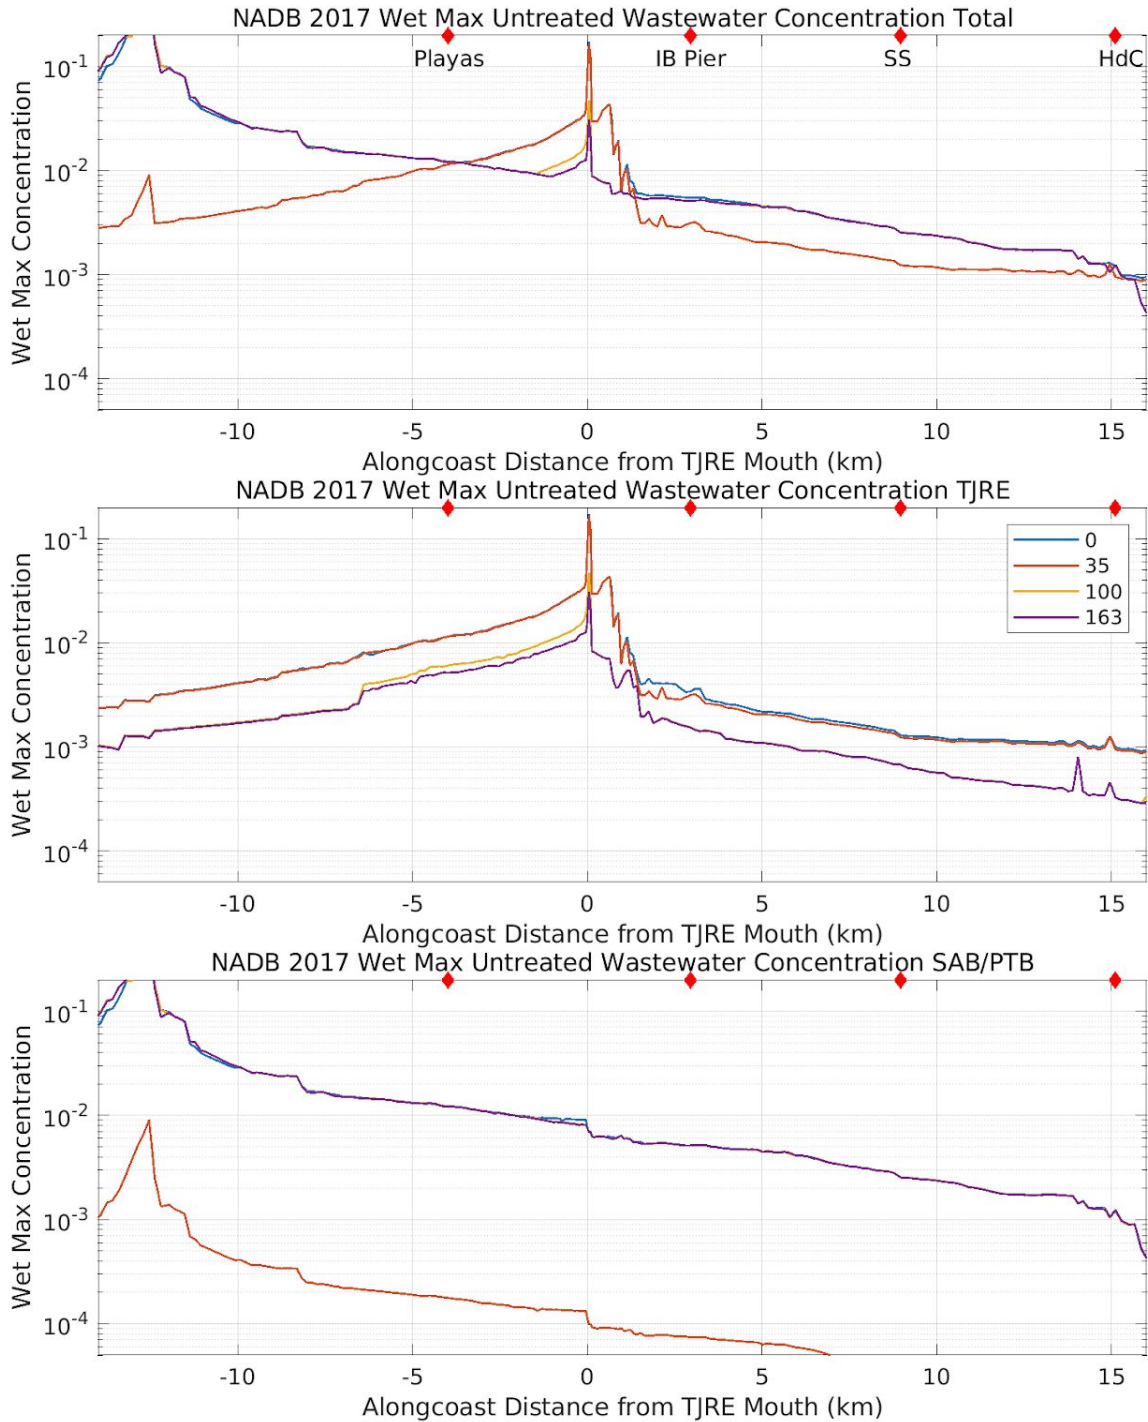 NADB 2017 Wet Max Untreated Wastewater Concentration Total
Playas IB Pier SS HdC
10-1
10-2
10-3
10-4
Wet Max Concentration
-10 -5 0 5 10 15
Alongcoast Distance from TJRE Mouth (km)
NADB 2017 Wet Max Untreated Wastewater Concentration TJRE
0
35
100
163
10-1
10-2
10-3
10-4
Wet Max Concentration
-10 -5 0 5 10 15
Alongcoast Distance from TJRE Mouth (km)
NADB 2017 Wet Max Untreated Wastewater Concentration SAB/PTB
10-1
10-2
10-3
10-4
Wet Max Concentration
-10 -5 0 5 10 15
Alongcoast Distance from TJRE Mouth (km)